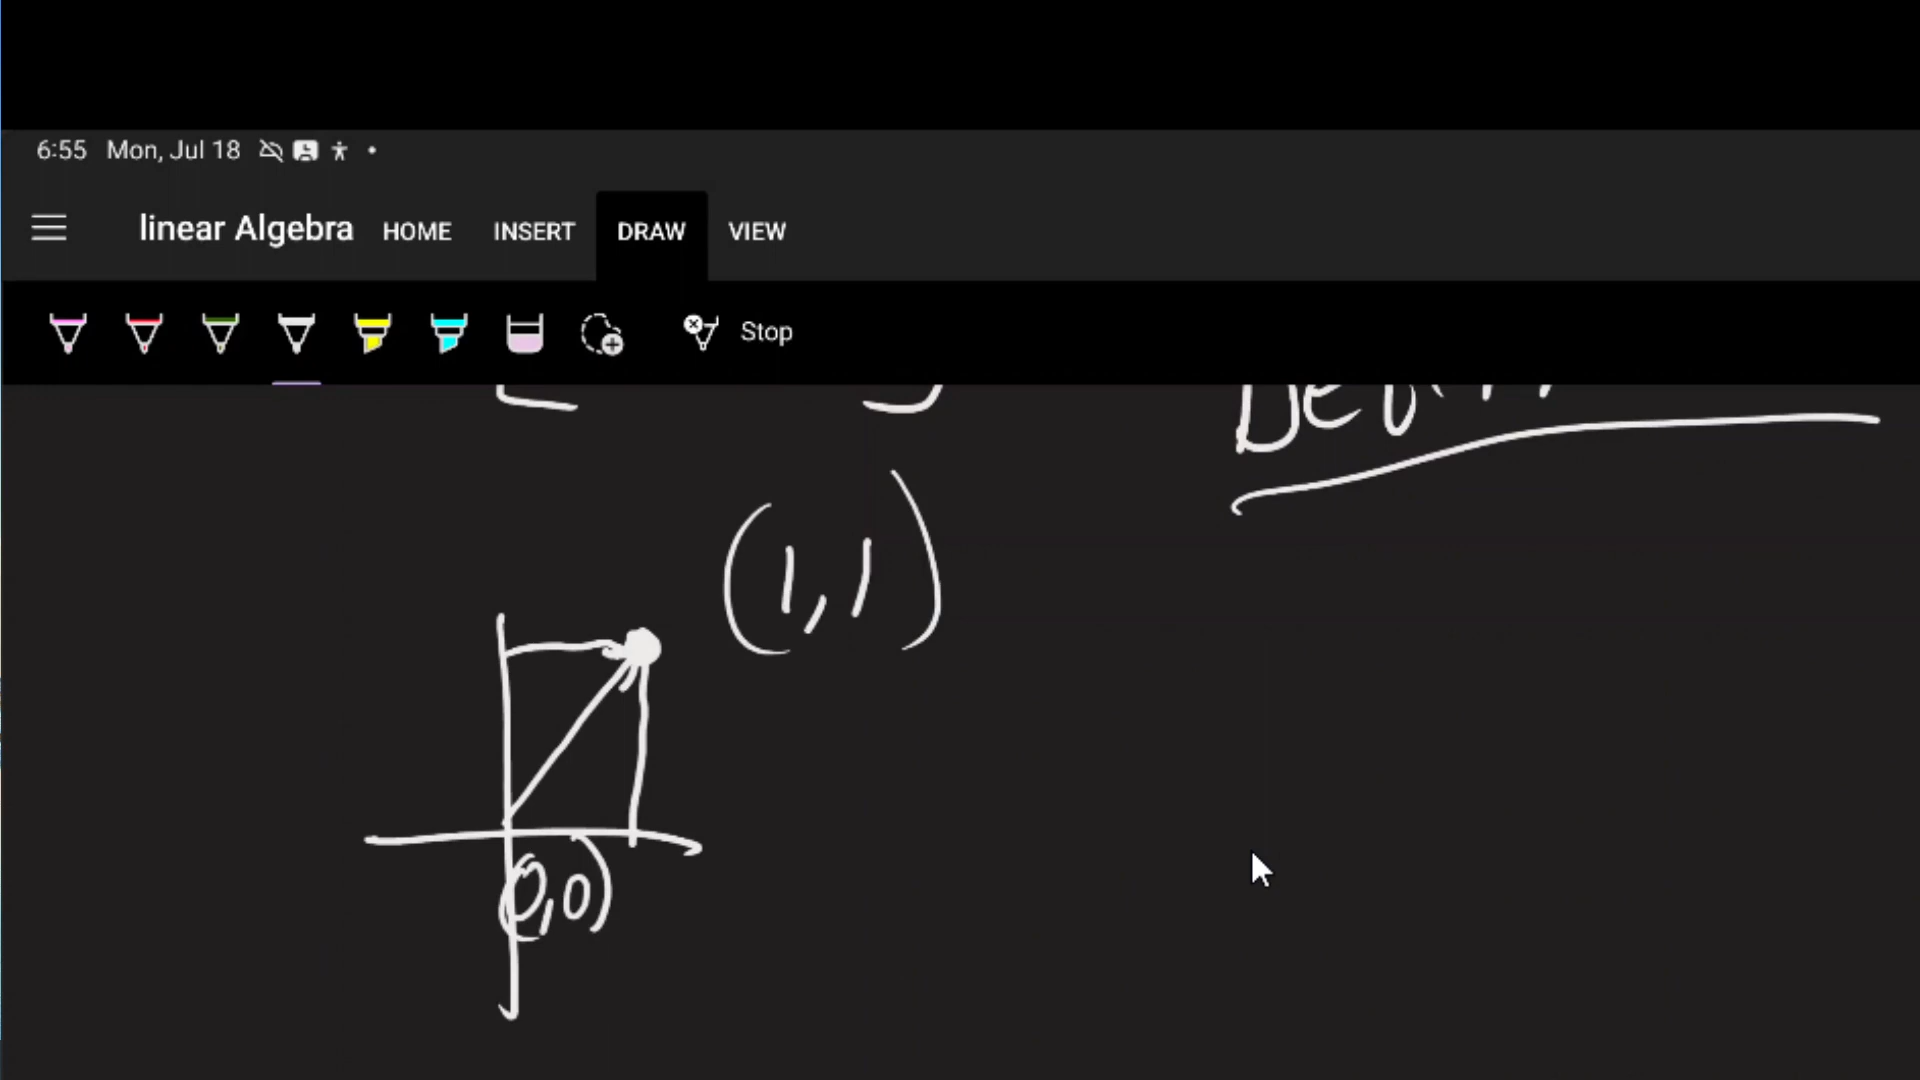 6:55 Mon, Jul 18
linear Algebra HOME INSERT DRAW VIEW
Stop
(1,1)
(0,0)